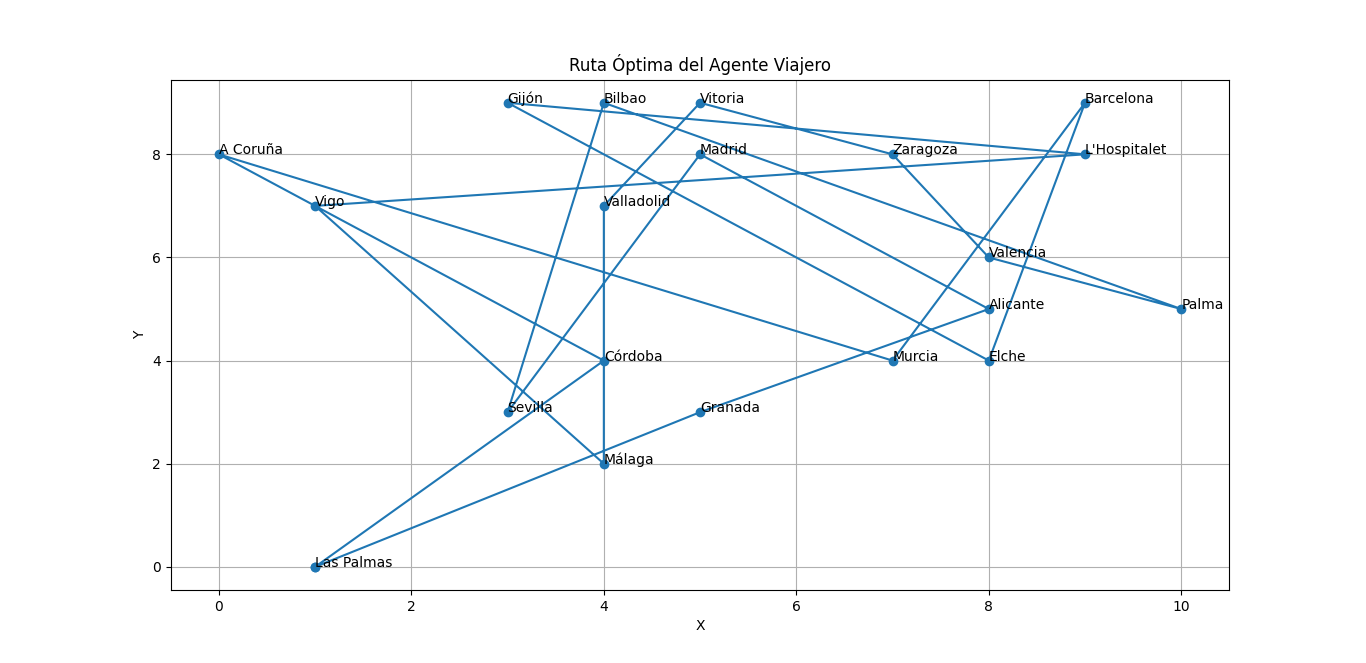 Ruta Óptima del Agente Viajero
Gijón
Bilbao
Vitoria
Barcelona
A Coruña
Madrid
Zaragoza
L'Hospitalet
Vigo
Valladolid
Valencia
Alicante
Palma
Córdoba
Murcia
Elche
Sevilla
Granada
Málaga
Las Palmas
8
6
4
2
0
Y
0
2
4
6
8
10
X